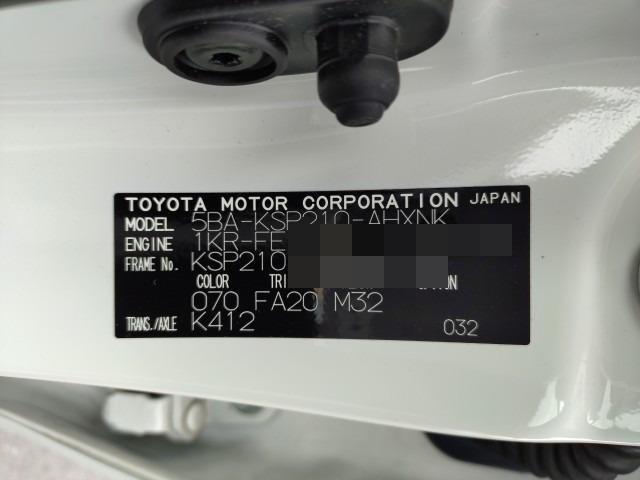 TOYOTA MOTOR CORPORATION JAPAN
MODEL 5BA-KSP210-AHXNK
ENGINE 1KR-FE
FRAME No. KSP210
COLOR
070 FA20 M32
TRANS./AXLE K412
032